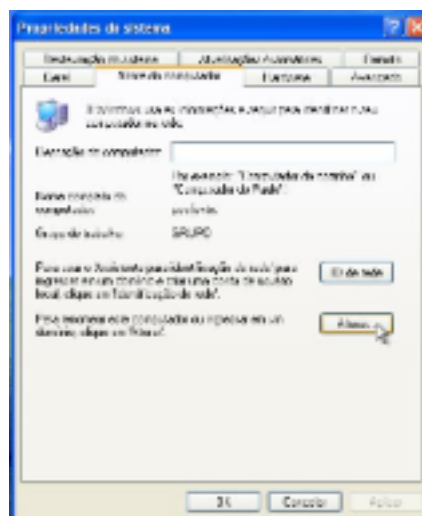 Propriedades do sistema
Restauração do sistema Atualizações Automáticas Remoto
Geral Nome do computador Hardware Avançado
O Windows usa as informações a seguir para identificar o seu
computador na rede.
Descrição do computador:
Por exemplo: "Computador da cozinha" ou
"Computador de Paulo".
Nome completo do
computador:
Grupo de trabalho: GRUPO
Para usar o 'Assistente para identificação de rede' para
ingressar em um domínio e criar uma conta de usuário
local, clique em 'Identificação de rede'.
ID de rede
Para renomear este computador ou ingressar em um
domínio, clique em 'Alterar'.
Alterar...
OK Cancelar Aplicar